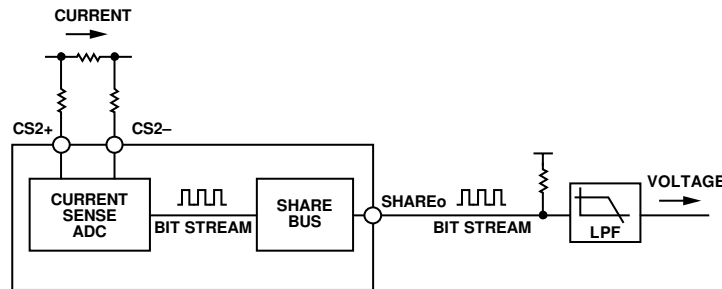 CURRENT
CS2+
CS2–
CURRENT
SENSE
ADC
BIT STREAM
SHARE
BUS
SHAREo
BIT STREAM
LPF
VOLTAGE